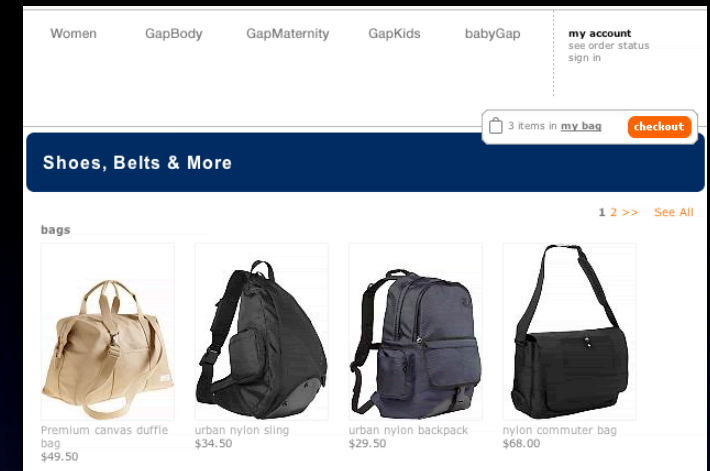 Women GapBody GapMaternity GapKids babyGap
my account
see order status
sign in
3 items in my bag checkout
Shoes, Belts & More
1 2 >> See All
bags
Premium canvas duffle bag
$49.50
urban nylon sling
$34.50
urban nylon backpack
$29.50
nylon commuter bag
$68.00